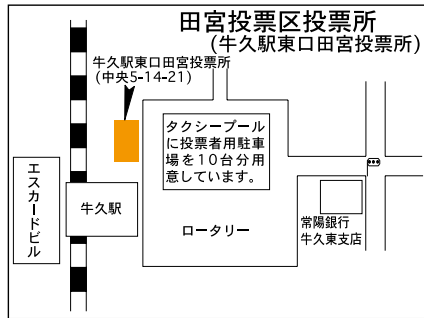 田宮投票区投票所
(牛久駅東口田宮投票所)
牛久駅東口田宮投票所
(中央5-14-21)
タクシープール
に投票者用駐車
場を10台分用
意しています。
エスカードビル
牛久駅
ロータリー
常陽銀行
牛久東支店